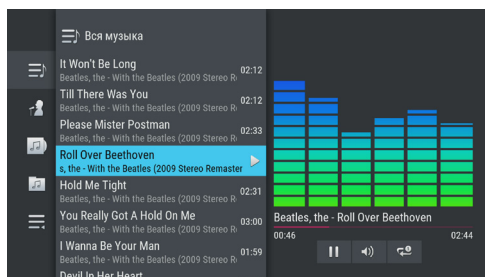 Вся музыка
It Won't Be Long
Beatles, the - With the Beatles (2009 Stereo R
02:12
Till There Was You
Beatles, the - With the Beatles (2009 Stereo R
02:12
Please Mister Postman
Beatles, the - With the Beatles (2009 Stereo R
02:33
Roll Over Beethoven
s, the - With the Beatles (2009 Stereo Remaster
Hold Me Tight
Beatles, the - With the Beatles (2009 Stereo R
02:31
You Really Got A Hold On Me
Beatles, the - With the Beatles (2009 Stereo R
03:00
I Wanna Be Your Man
Beatles, the - With the Beatles (2009 Stereo R
01:59
Devil In Her Heart
Beatles, the - Roll Over Beethoven
00:46
02:44